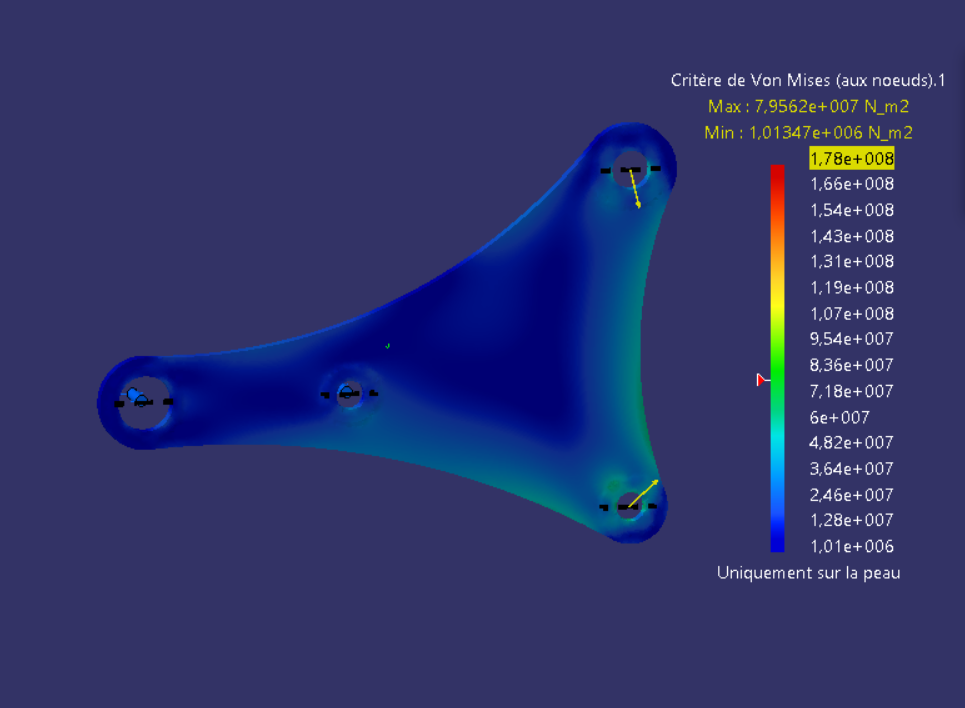 Critère de Von Mises (aux noeuds).1
Max : 7,9562e+007 N_m2
Min : 1,01347e+006 N_m2
1,78e+008
1,66e+008
1,54e+008
1,43e+008
1,31e+008
1,19e+008
1,07e+008
9,54e+007
8,36e+007
7,18e+007
6e+007
4,82e+007
3,64e+007
2,46e+007
1,28e+007
1,01e+006
Uniquement sur la peau